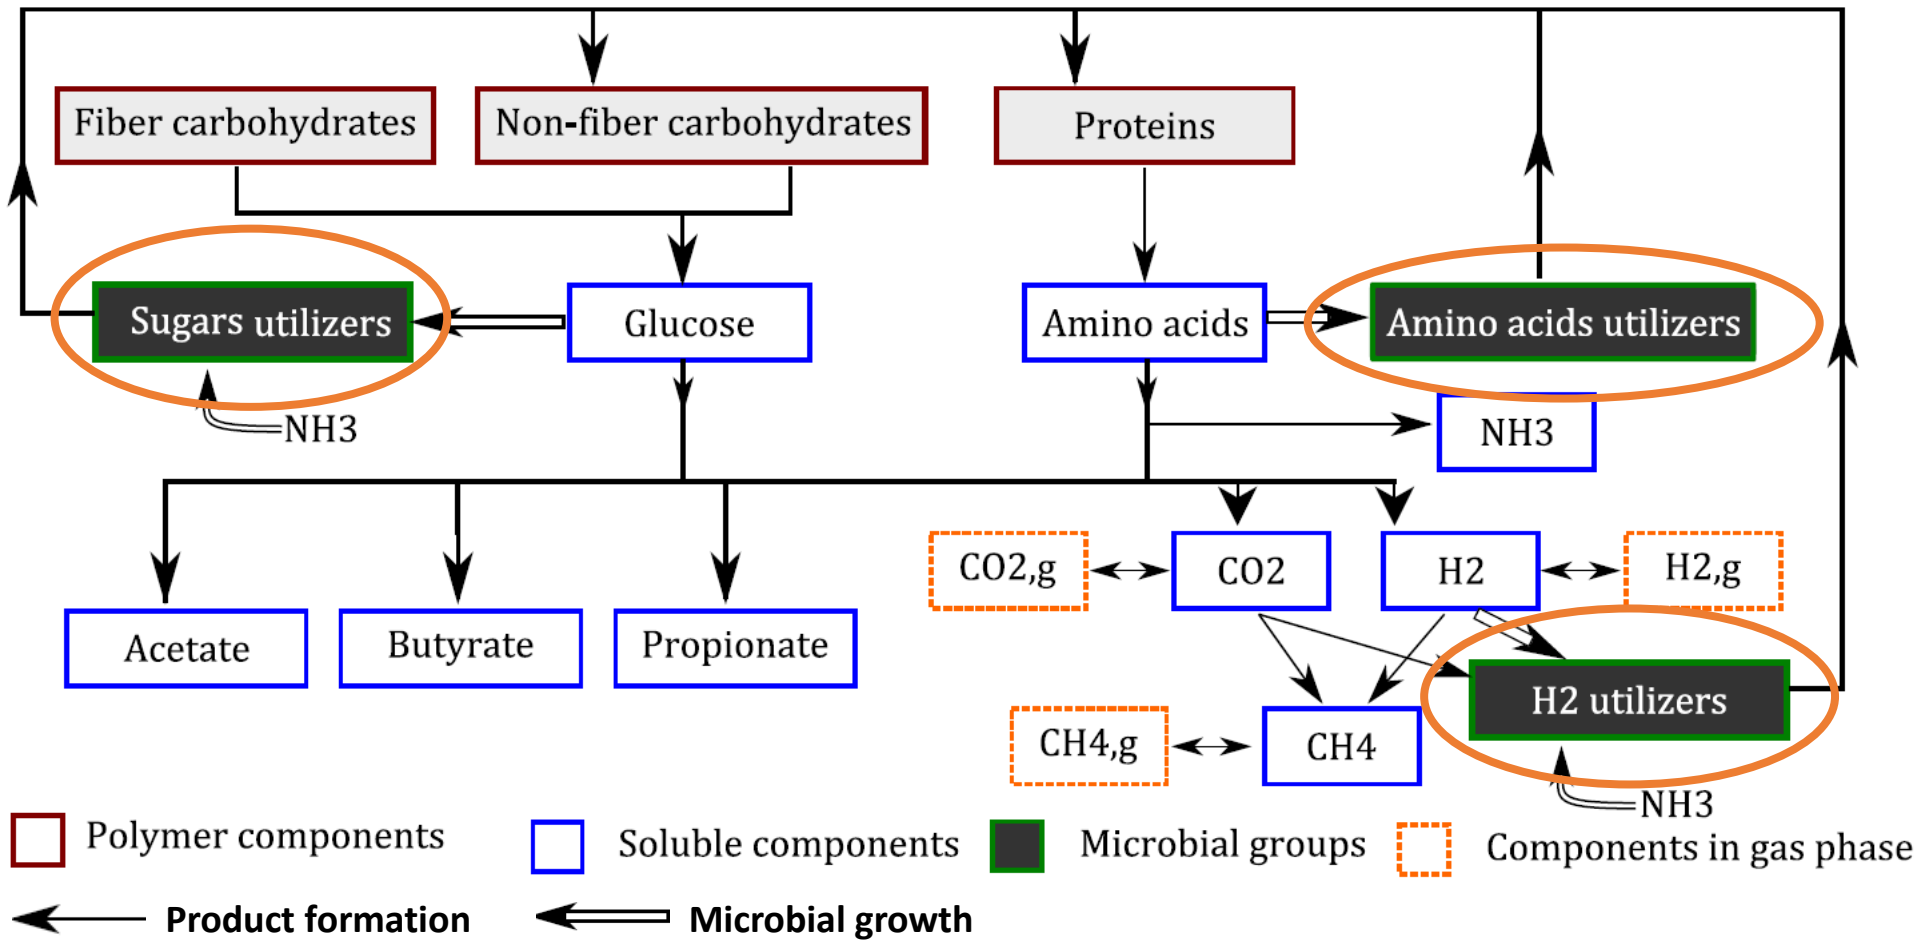 Fiber carbohydrates
Non-fiber carbohydrates
Proteins
Sugars utilizers
Glucose
Amino acids
Amino acids utilizers
NH3
NH3
CO2,g
CO2
H2
H2,g
Acetate
Butyrate
Propionate
H2 utilizers
CH4,g
CH4
NH3
Polymer components
Soluble components
Microbial groups
Components in gas phase
Product formation
Microbial growth